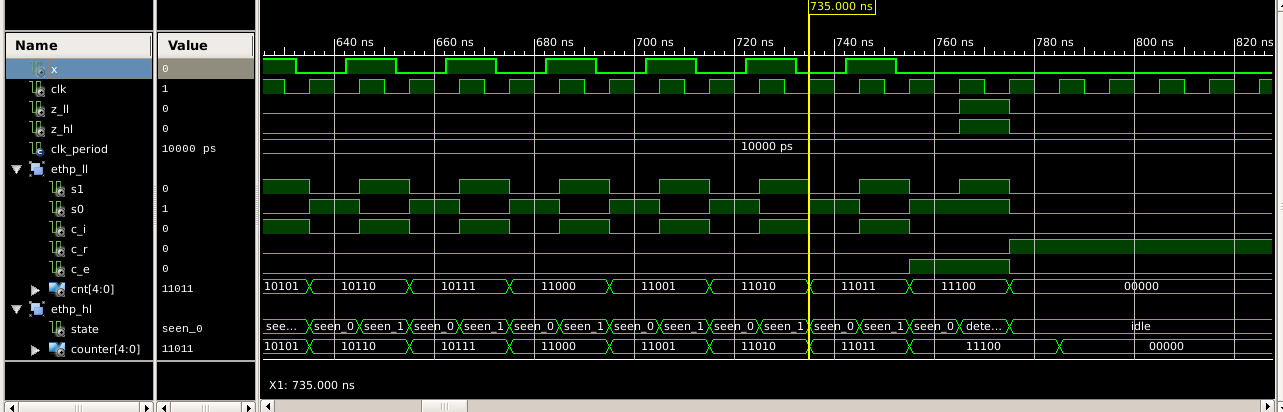 735.000 ns
Name Value
640 ns 660 ns 680 ns 700 ns 720 ns 740 ns 760 ns 780 ns 800 ns 820 ns
x 0
clk 1
z_ll 0
z_hl 0
clk_period 10000 ps 10000 ps
ethp_ll
s1 0
s0 1
c_i 0
c_r 0
c_e 0
cnt[4:0] 11011 10101 10110 10111 11000 11001 11010 11011 11100 00000
ethp_hl
state seen_0 see... seen_0 seen_1 seen_0 seen_1 seen_0 seen_1 seen_0 seen_1 seen_0 seen_1 seen_0 seen_1 seen_0 dete... idle
counter[4:0] 11011 10101 10110 10111 11000 11001 11010 11011 11100 00000
X1: 735.000 ns